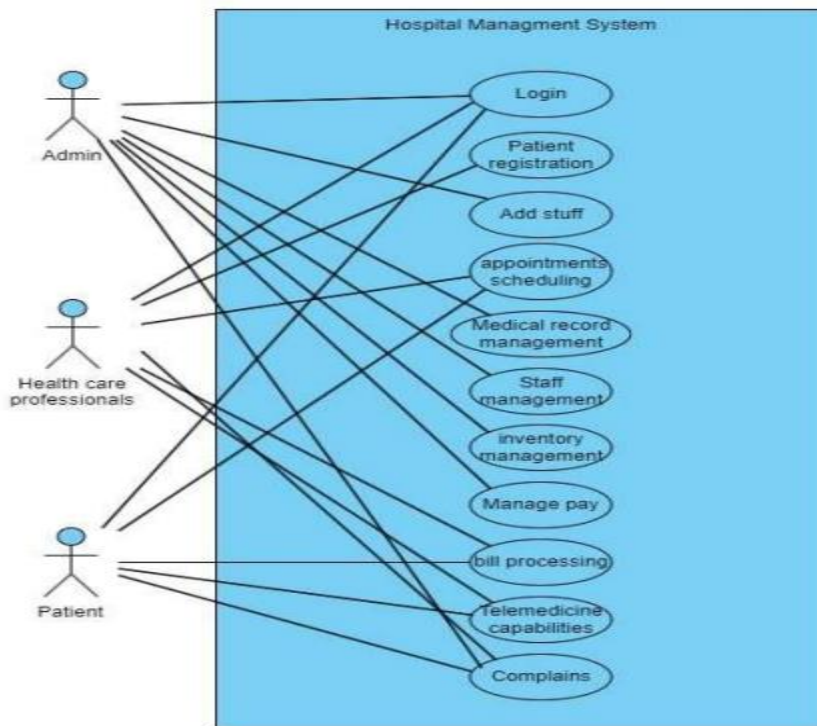 Hospital Managment System
Login
Admin
Patient
registration
Add stuff
appointments
scheduling
Medical record
management
Health care
professionals
Staff
management
inventory
management
Manage pay
bill processing
Patient
Telemedicine
capabilities
Complains